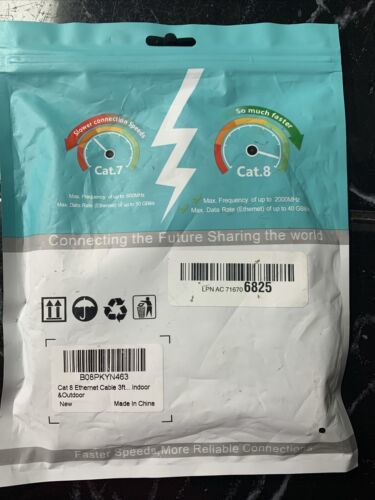 Slower connection Speeds
So much faster
Cat.7
Cat.8
Max. Frequency of up to 600MHz
Max. Data Rate (Ethernet) of up to 10 GBit/s
Max. Frequency of up to 2000MHz
Max. Data Rate (Ethernet) of up to 40 GBit/s
Connecting the Future Sharing the world
LPN AC 71670 6825
B08PKYN463
Cat 8 Ethernet Cable 3ft... Indoor
&Outdoor
New Made In China
Faster Speeds,More Reliable Connections